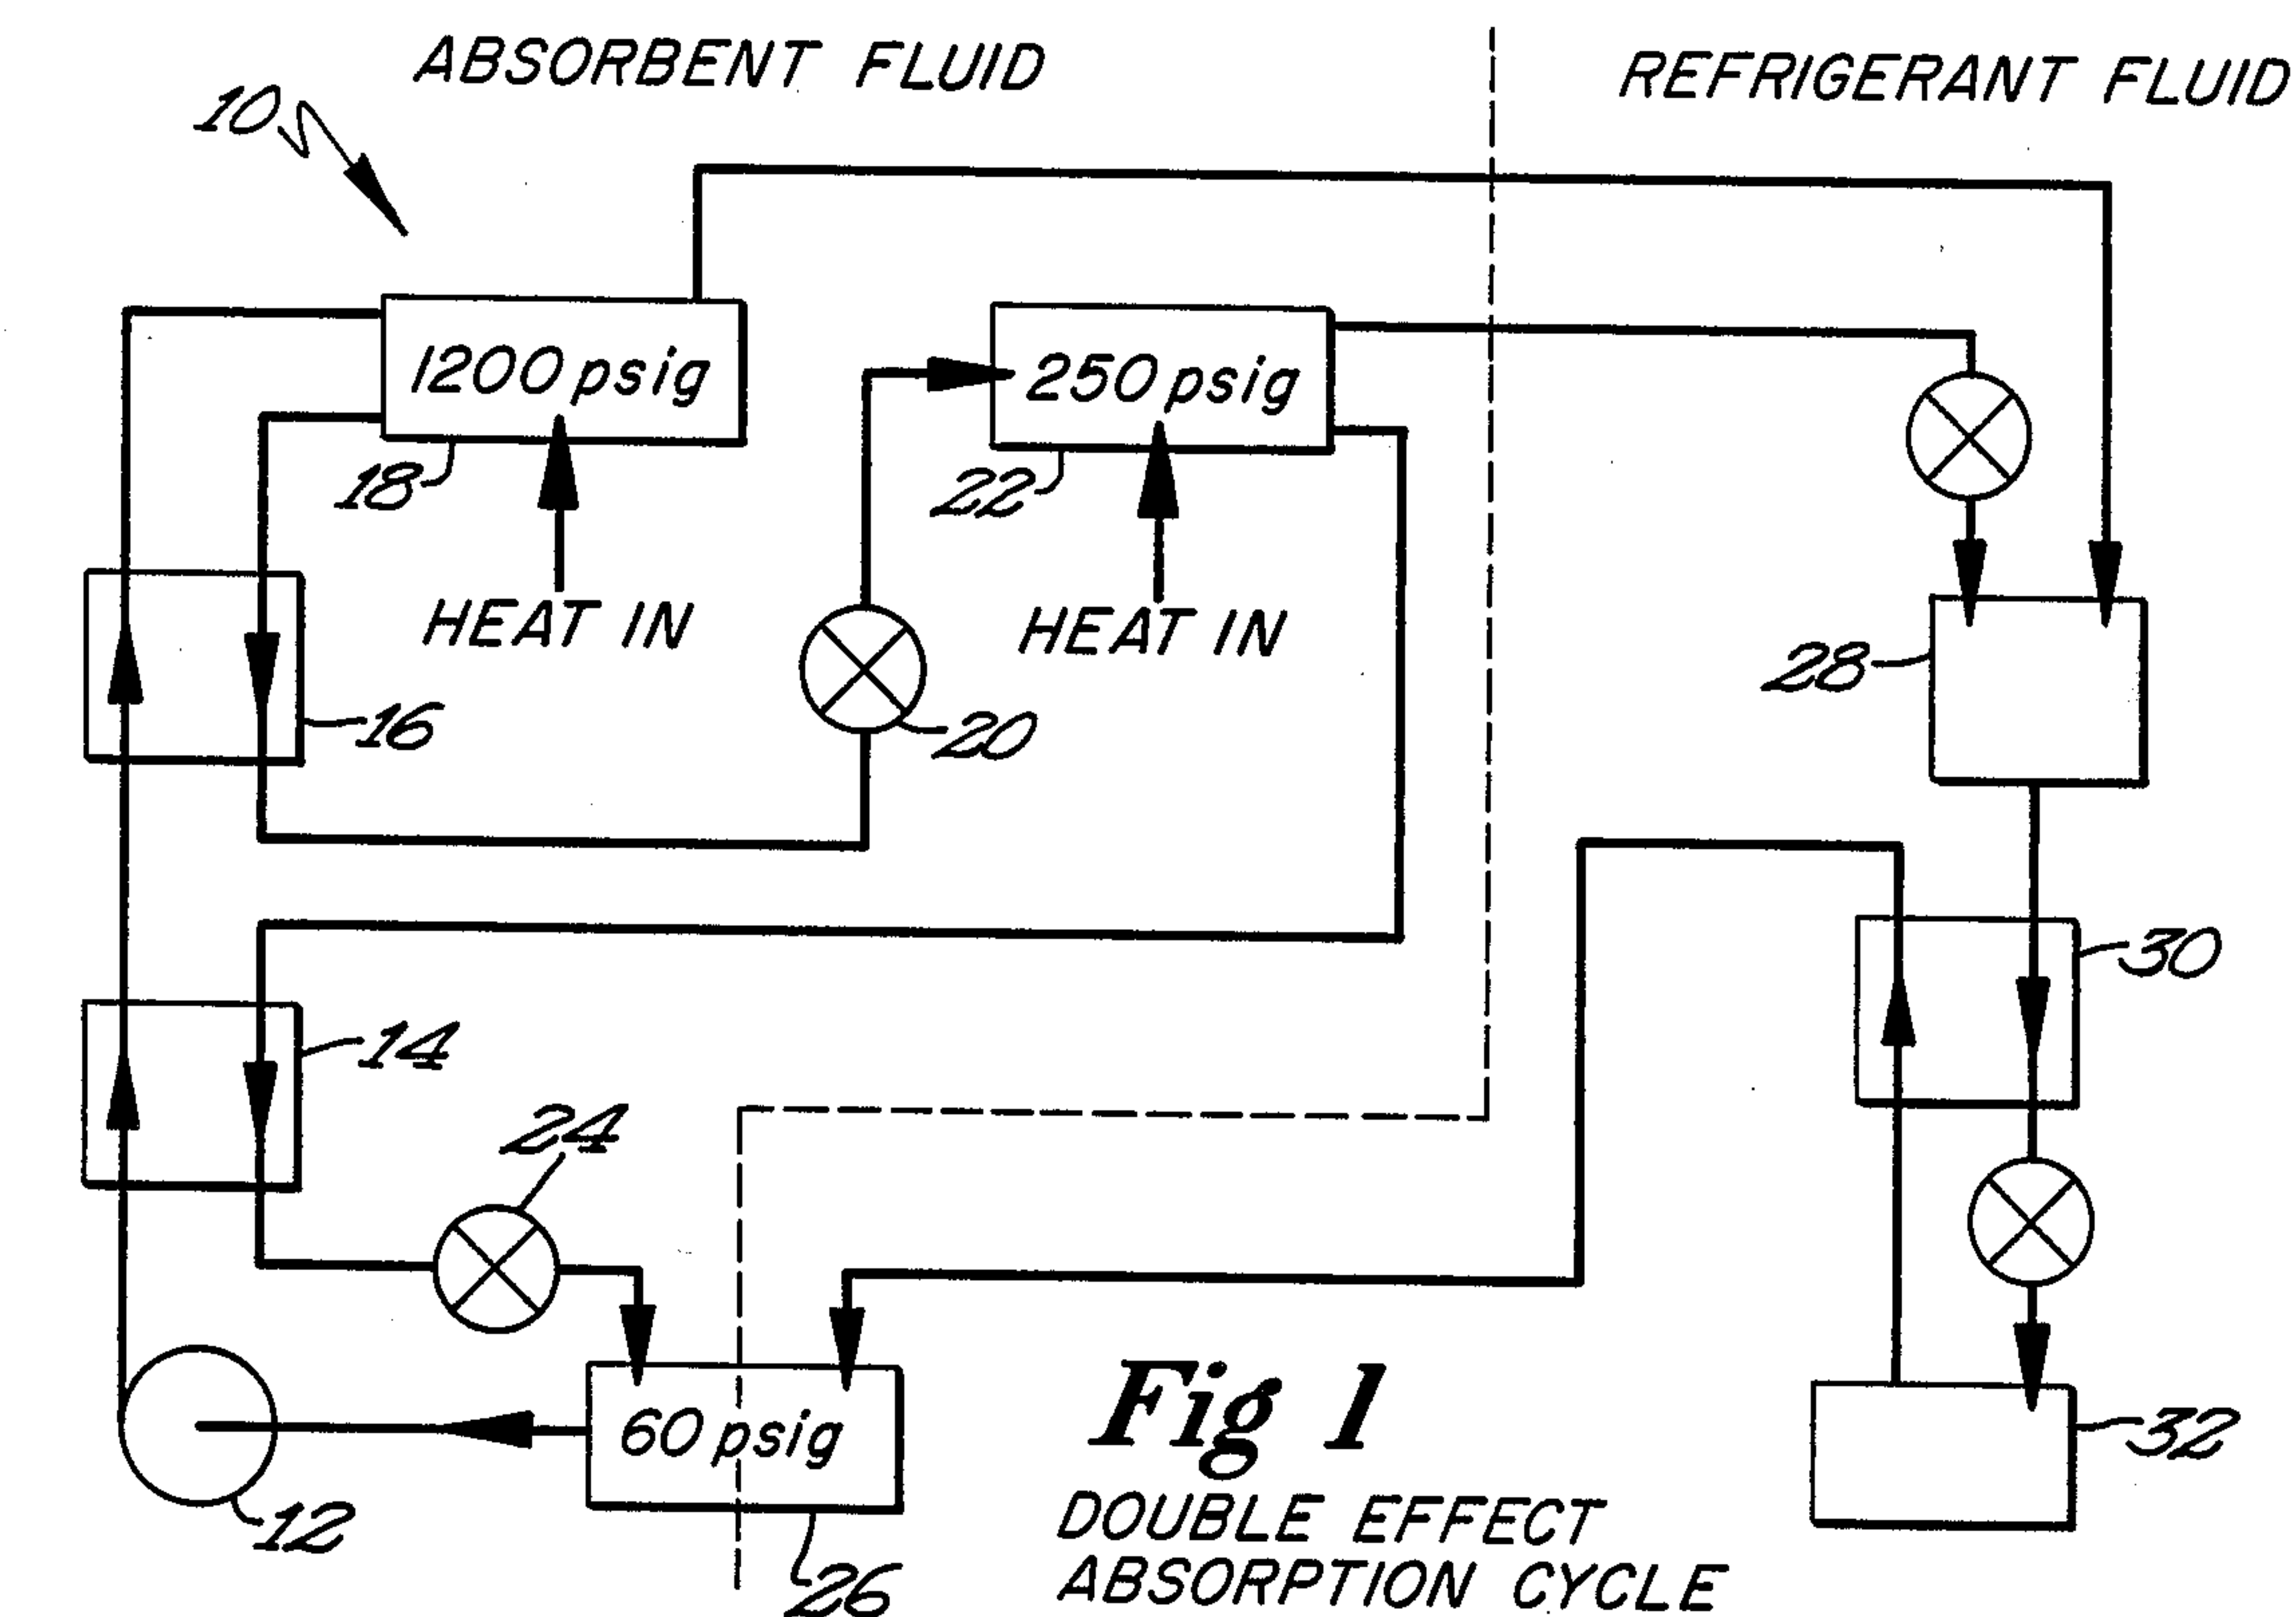 ABSORBENT FLUID
REFRIGERANT FLUID
10
1200 psig
250 psig
18
22
HEAT IN
HEAT IN
28
16
20
30
14
24
60 psig
Fig 1
32
12
DOUBLE EFFECT
26
ABSORPTION CYCLE